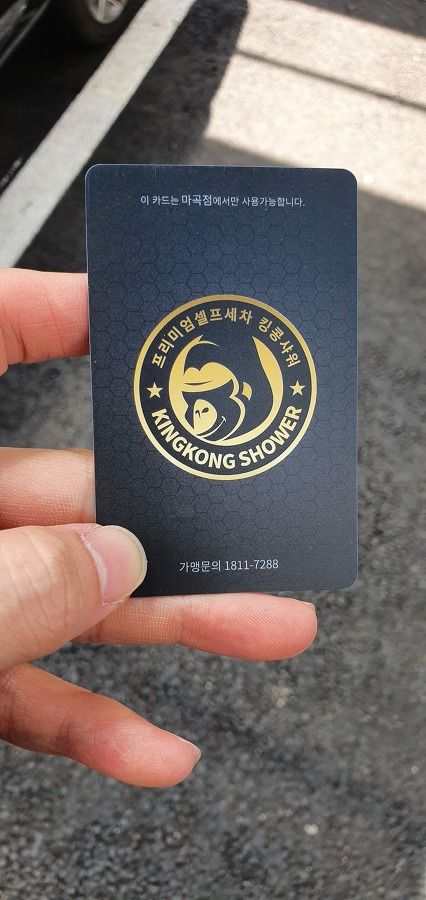 이 카드는 마곡점에서만 사용가능합니다.
프리미엄셀프세차 킹콩샤워
KINGKONG SHOWER
가맹문의 1811-7288